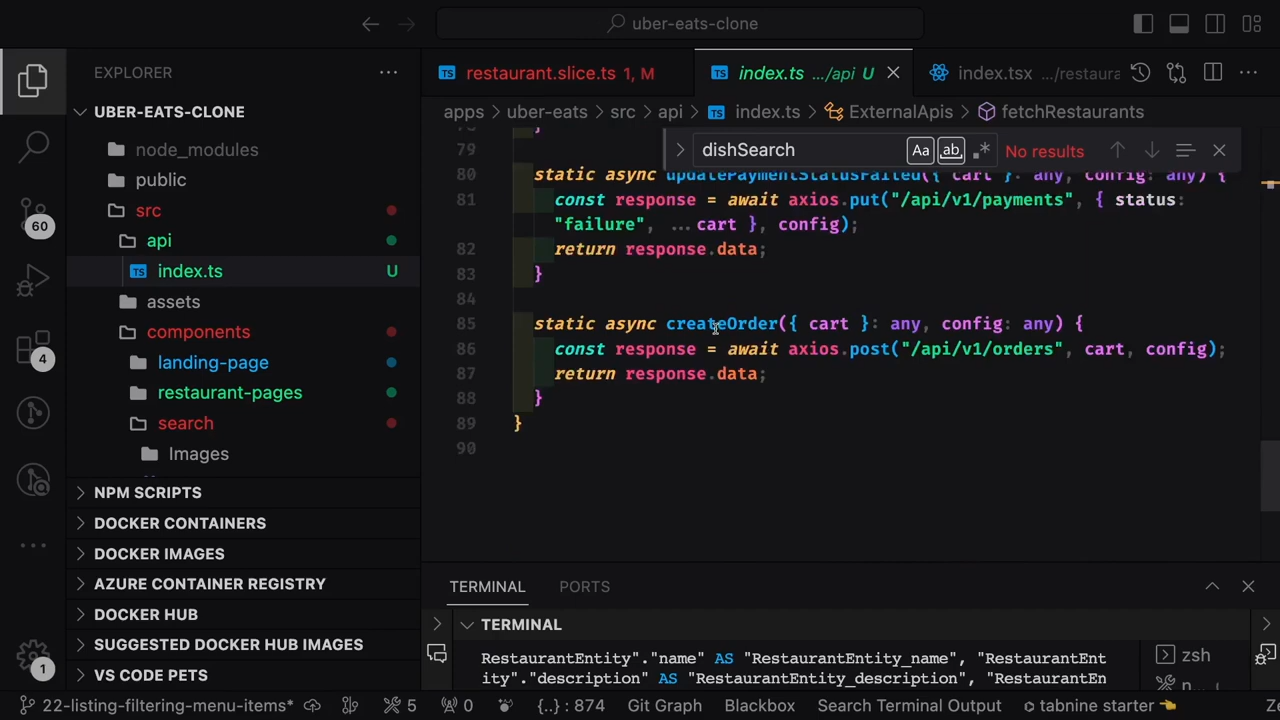 uber-eats-clone
EXPLORER
restaurant.slice.ts 1, M
index.ts .../api U
index.tsx .../restaura
UBER-EATS-CLONE
apps > uber-eats > src > api > TS index.ts > ExternalApis > fetchRestaurants
node_modules
public
src
api
TS index.ts U
assets
components
landing-page
restaurant-pages
search
Images
dishSearch Aa ab No results
79
80 static async updatePaymentStatusFailed({ cart }: any, config: any) {
81 const response = await axios.put("/api/v1/payments", { status:
"failure", ...cart }, config);
82 return response.data;
83 }
84
85 static async createOrder({ cart }: any, config: any) {
86 const response = await axios.post("/api/v1/orders", cart, config);
87 return response.data;
88 }
89 }
90
60
4
1
NPM SCRIPTS
DOCKER CONTAINERS
DOCKER IMAGES
AZURE CONTAINER REGISTRY
DOCKER HUB
SUGGESTED DOCKER HUB IMAGES
VS CODE PETS
TERMINAL PORTS
TERMINAL
RestaurantEntity"."name" AS "RestaurantEntity_name", "RestaurantEnt
ity"."description" AS "RestaurantEntity_description", "RestaurantEn
zsh
22-listing-filtering-menu-items* 5 0 {..} : 874 Git Graph Blackbox Search Terminal Output tabnine starter